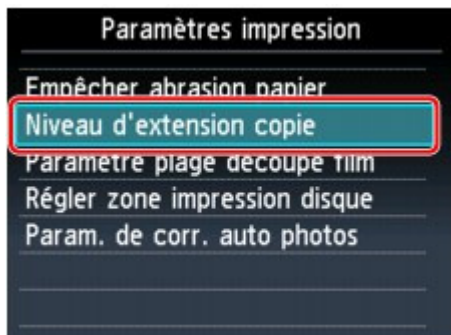 Paramètres impression
Empêcher abrasion papier
Niveau d'extension copie
Paramètre plage découpe film
Régler zone impression disque
Param. de corr. auto photos